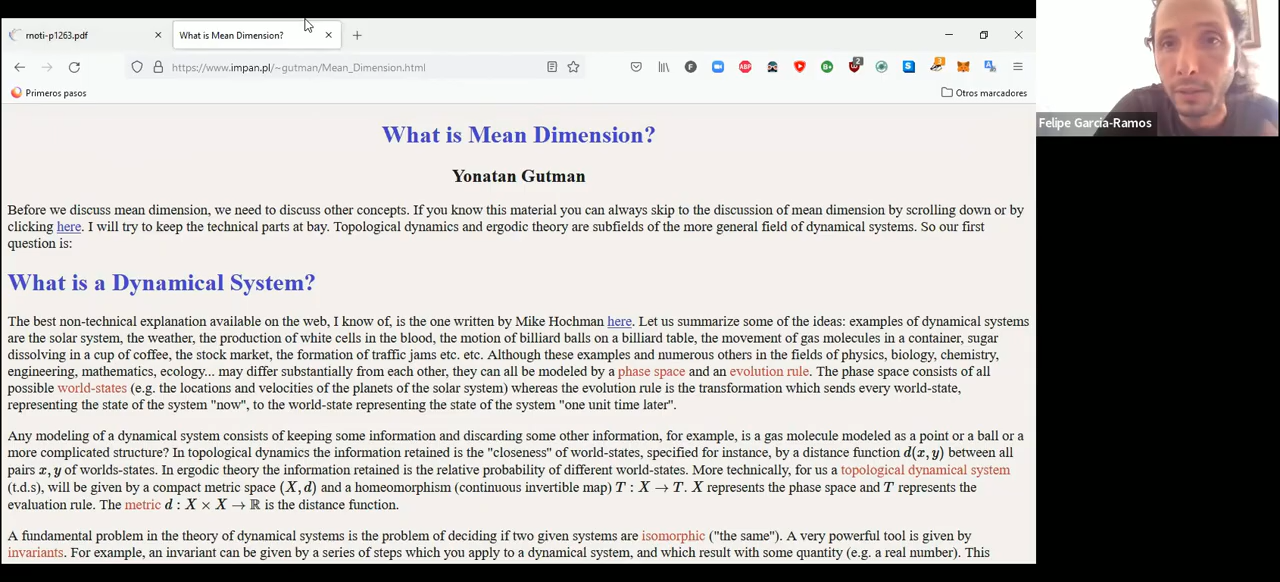 rnoti-p1263.pdf
What is Mean Dimension?
https://www.impan.pl/~gutman/Mean_Dimension.html
Primeros pasos
Otros marcadores
Felipe García-Ramos
What is Mean Dimension?
Yonatan Gutman
Before we discuss mean dimension, we need to discuss other concepts. If you know this material you can always skip to the discussion of mean dimension by scrolling down or by
clicking here. I will try to keep the technical parts at bay. Topological dynamics and ergodic theory are subfields of the more general field of dynamical systems. So our first
question is:
What is a Dynamical System?
The best non-technical explanation available on the web, I know of, is the one written by Mike Hochman here. Let us summarize some of the ideas: examples of dynamical systems
are the solar system, the weather, the production of white cells in the blood, the motion of billiard balls on a billiard table, the movement of gas molecules in a container, sugar
dissolving in a cup of coffee, the stock market, the formation of traffic jams etc. etc. Although these examples and numerous others in the fields of physics, biology, chemistry,
engineering, mathematics, ecology... may differ substantially from each other, they can all be modeled by a phase space and an evolution rule. The phase space consists of all
possible world-states (e.g. the locations and velocities of the planets of the solar system) whereas the evolution rule is the transformation which sends every world-state,
representing the state of the system "now", to the world-state representing the state of the system "one unit time later".
Any modeling of a dynamical system consists of keeping some information and discarding some other information, for example, is a gas molecule modeled as a point or a ball or a
more complicated structure? In topological dynamics the information retained is the "closeness" of world-states, specified for instance, by a distance function d(x, y) between all
pairs x, y of worlds-states. In ergodic theory the information retained is the relative probability of different world-states. More technically, for us a topological dynamical system
(t.d.s), will be given by a compact metric space (X, d) and a homeomorphism (continuous invertible map) T : X → T. X represents the phase space and T represents the
evaluation rule. The metric d : X × X → ℝ is the distance function.
A fundamental problem in the theory of dynamical systems is the problem of deciding if two given systems are isomorphic ("the same"). A very powerful tool is given by
invariants. For example, an invariant can be given by a series of steps which you apply to a dynamical system, and which result with some quantity (e.g. a real number). This